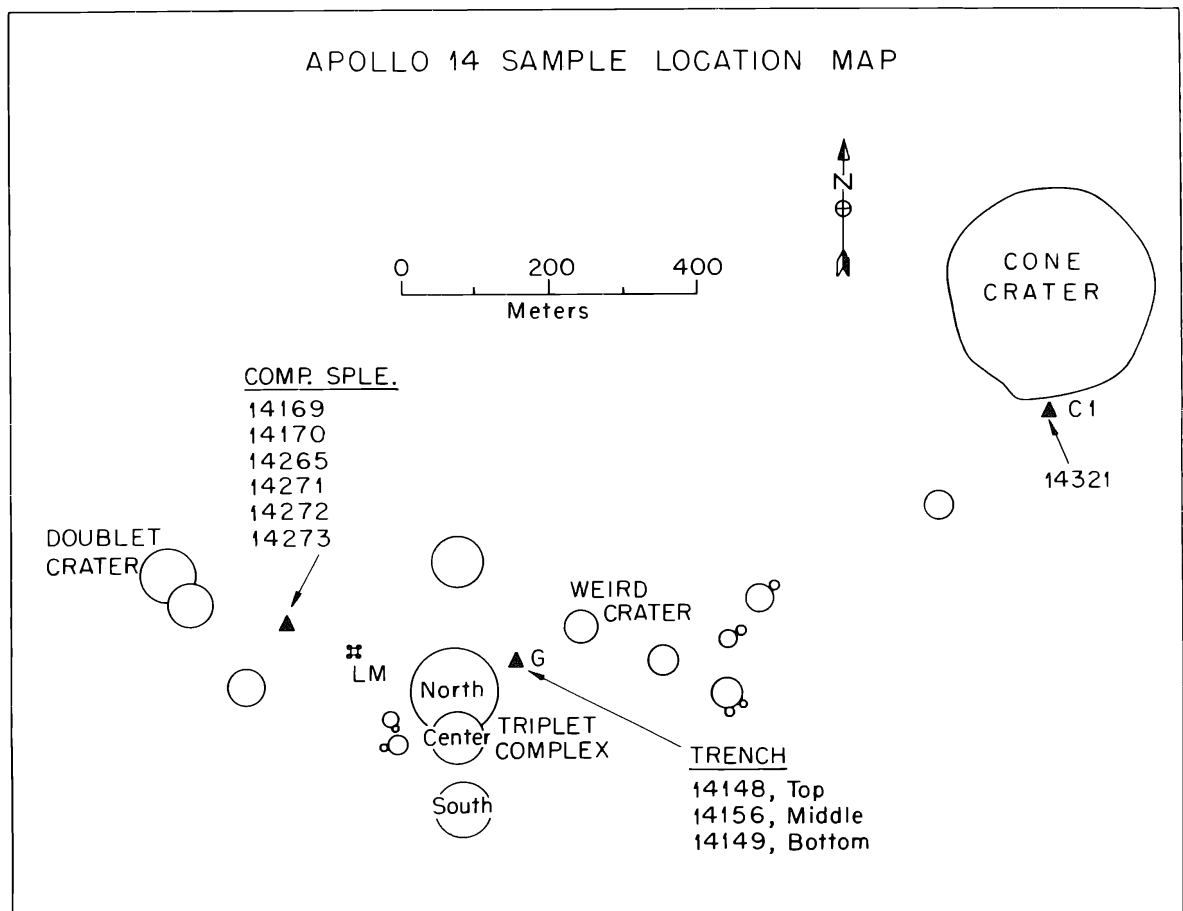 APOLLO 14 SAMPLE LOCATION MAP
N
0 200 400
Meters
CONE
CRATER
COMP. SPLE.
14169
14170
14265
14271
14272
14273
C1
14321
DOUBLET
CRATER
WEIRD
CRATER
LM
G
North
Center
South
TRIPLET
COMPLEX
TRENCH
14148, Top
14156, Middle
14149, Bottom